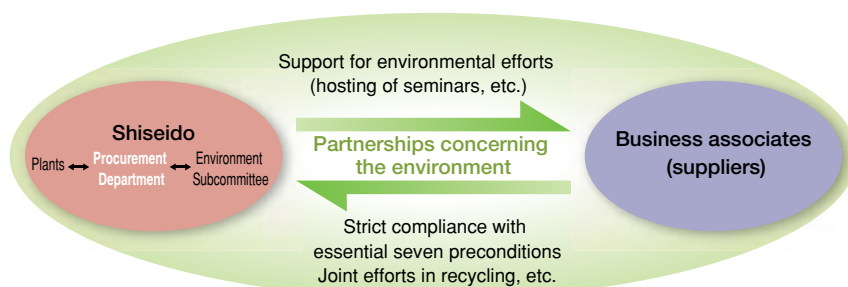 Support for environmental efforts
(hosting of seminars, etc.)
Shiseido
Plants
Procurement
Department
Environment
Subcommittee
Partnerships concerning
the environment
Business associates
(suppliers)
Strict compliance with
essential seven preconditions
Joint efforts in recycling, etc.